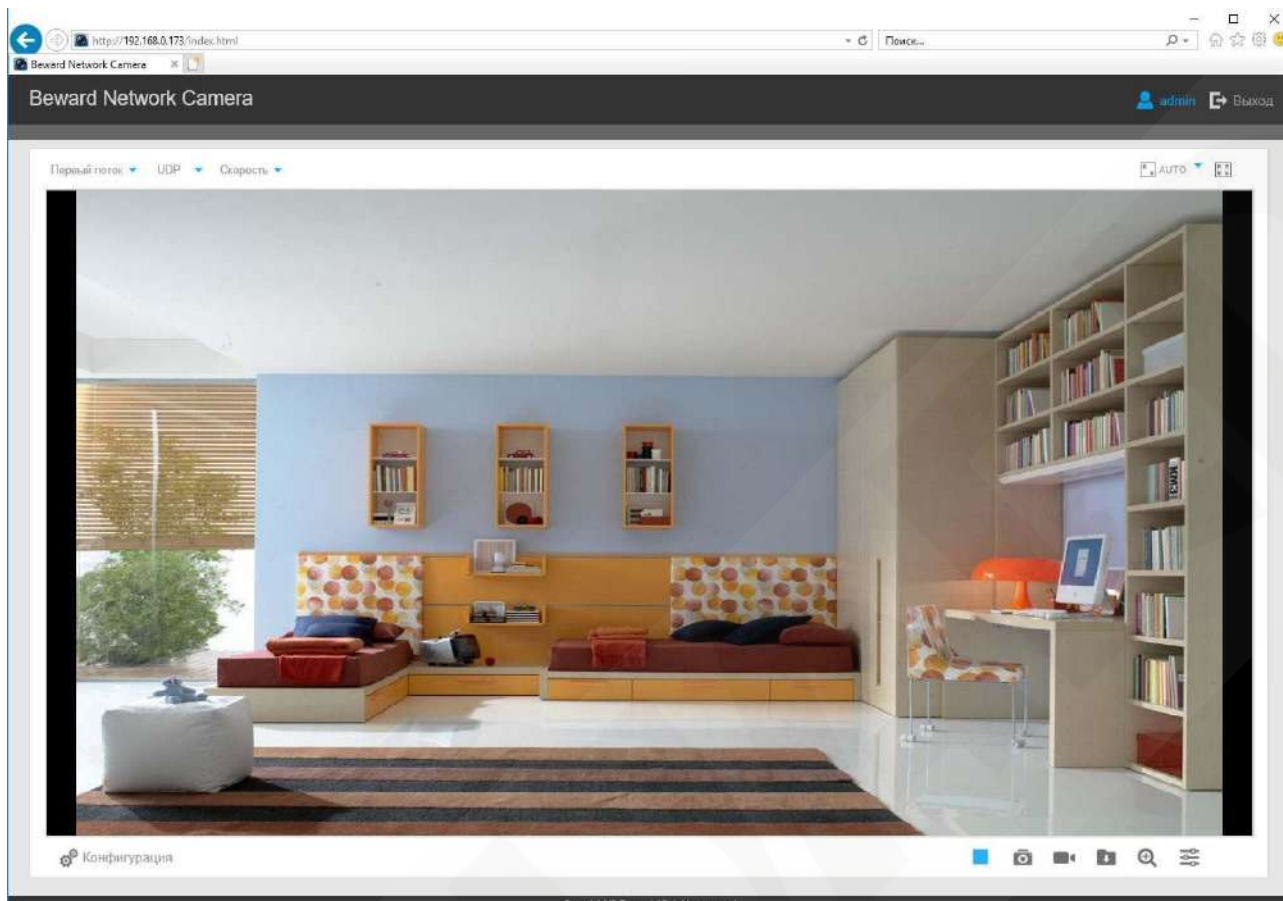 http://192.168.0.173/index.html
Поиск...
Beward Network Camera
Beward Network Camera
admin
Выход
Первый поток
UDP
Скорость
AUTO
Конфигурация